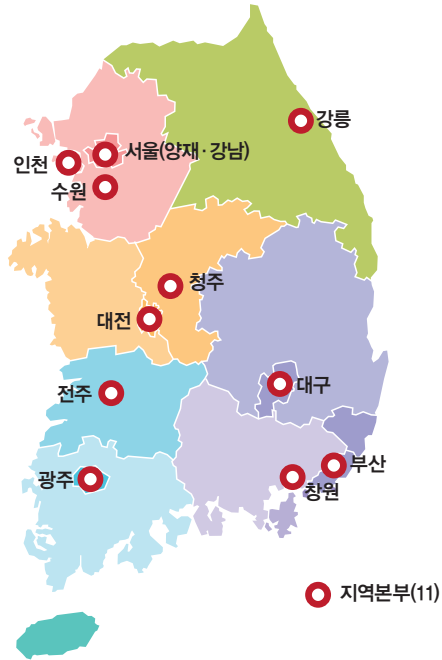 강릉
서울(양재·강남)
인천
수원
청주
대전
대구
전주
부산
광주
창원
지역본부(11)